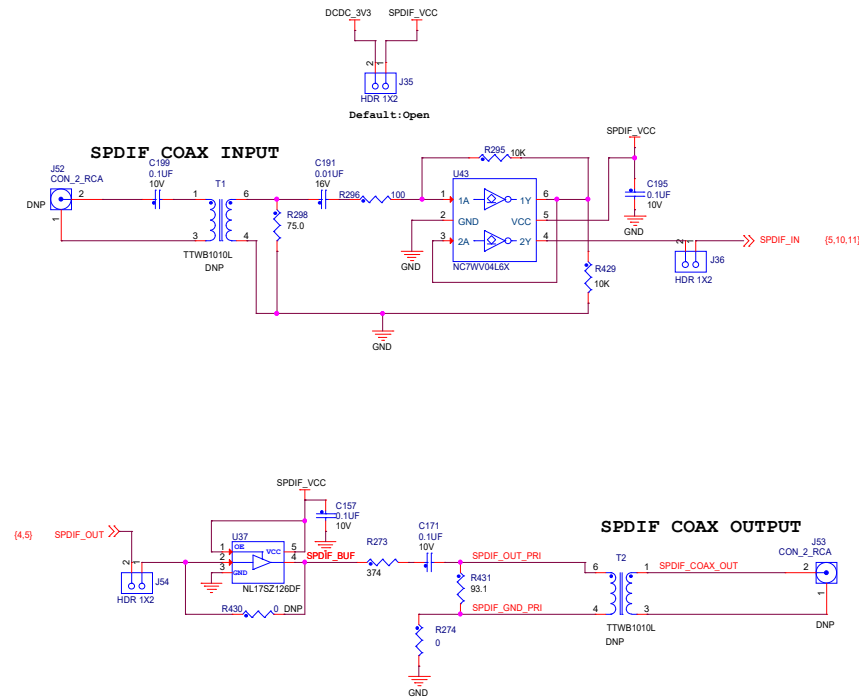 DCDC_3V3 SPDIF_VCC
2 1
J35
HDR 1X2
Default:Open
SPDIF COAX INPUT
J52
CON_2_RCA
DNP
2
1
C199
0.1UF
10V
T1
1 6
3 4
TTWB1010L
DNP
C191
0.01UF
16V
R298
75.0
R296 100
R295 10K
U43
1 1A 1Y 6
2 GND VCC 5
3 2A 2Y 4
NC7WV04L6X
GND
SPDIF_VCC
C195
0.1UF
10V
GND
R429
10K
2 1
J36
HDR 1X2
SPDIF_IN {5,10,11}
GND
SPDIF_VCC
C157
0.1UF
10V
{4,5} SPDIF_OUT
2 1
J54
HDR 1X2
U37
1 OE VCC 5
2 4
3 GND
NL17SZ126DF
SPDIF_BUF
R430 0 DNP
R273
374
C171
0.1UF
10V
SPDIF_OUT_PRI
R431
93.1
SPDIF_GND_PRI
R274
0
GND
SPDIF COAX OUTPUT
T2
6 1
4 3
TTWB1010L
DNP
SPDIF_COAX_OUT
J53
CON_2_RCA
2
1
DNP